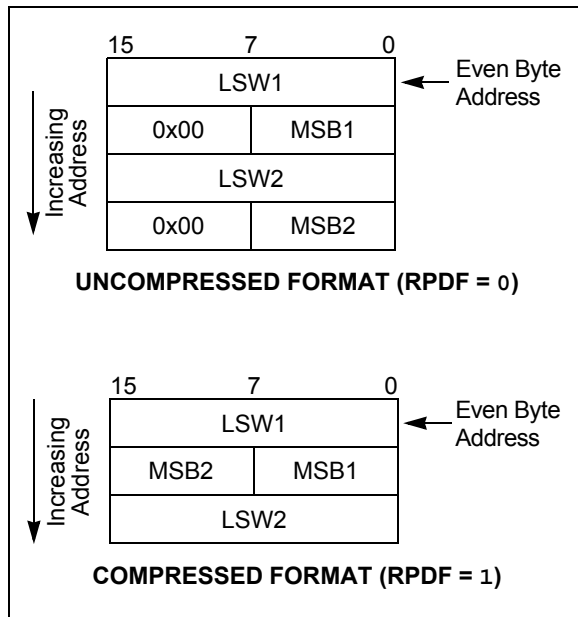 15 7 0
LSW1
Even Byte
Address
0x00 MSB1
LSW2
0x00 MSB2
Increasing
Address
UNCOMPRESSED FORMAT (RPDF = 0)
15 7 0
LSW1
Even Byte
Address
MSB2 MSB1
LSW2
Increasing
Address
COMPRESSED FORMAT (RPDF = 1)